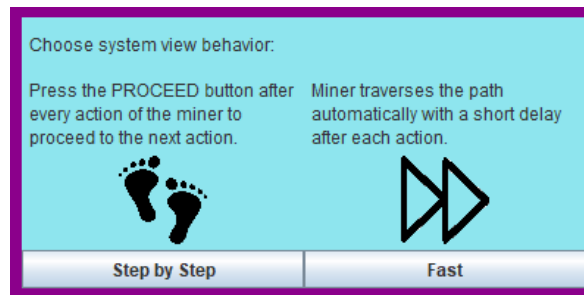 Choose system view behavior:
Press the PROCEED button after
every action of the miner to
proceed to the next action.
Miner traverses the path
automatically with a short delay
after each action.
Step by Step
Fast